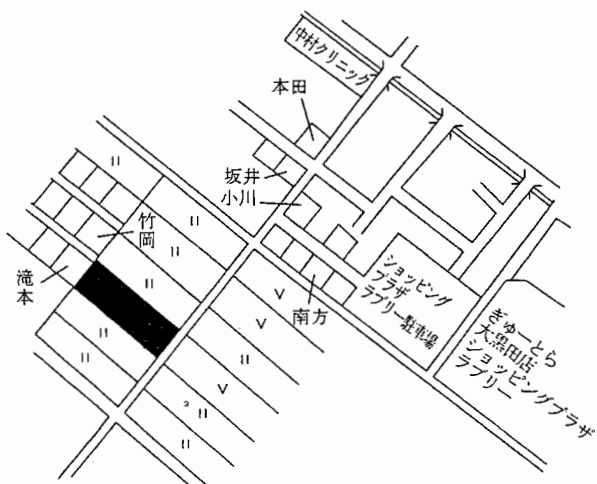 中村クリニック
本田
坂井
小川
竹
岡
滝
本
南方
ショッピング
プラザ
ラブリー駐車場
ぎゅーとら
大黒田店
ショッピングプラザ
ラブリー